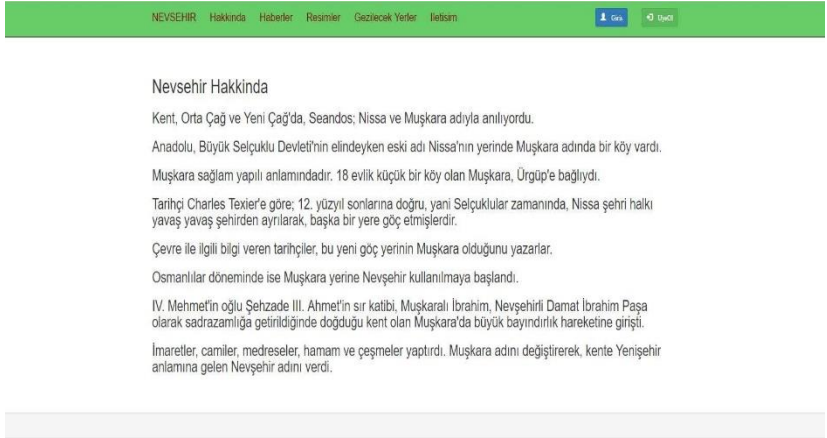 NEVSEHIR Hakkinda Haberler Resimler Gezilecek Yerler Iletisim Giris ÜyeOl
Nevsehir Hakkinda
Kent, Orta Çağ ve Yeni Çağ'da, Seandos; Nissa ve Muşkara adıyla anılıyordu.
Anadolu, Büyük Selçuklu Devleti'nin elindeyken eski adı Nissa'nın yerinde Muşkara adında bir köy vardı.
Muşkara sağlam yapılı anlamındadır. 18 evlik küçük bir köy olan Muşkara, Ürgüp'e bağlıydı.
Tarihçi Charles Texier'e göre; 12. yüzyıl sonlarına doğru, yani Selçuklular zamanında, Nissa şehri halkı
yavaş yavaş şehirden ayrılarak, başka bir yere göç etmişlerdir.
Çevre ile ilgili bilgi veren tarihçiler, bu yeni göç yerinin Muşkara olduğunu yazarlar.
Osmanlılar döneminde ise Muşkara yerine Nevşehir kullanılmaya başlandı.
IV. Mehmet'in oğlu Şehzade III. Ahmet'in sır katibi, Muşkaralı İbrahim, Nevşehirli Damat İbrahim Paşa
olarak sadrazamlığa getirildiğinde doğduğu kent olan Muşkara'da büyük bayındırlık hareketine girişti.
İmaretler, camiler, medreseler, hamam ve çeşmeler yaptırdı. Muşkara adını değiştirerek, kente Yenişehir
anlamına gelen Nevşehir adını verdi.